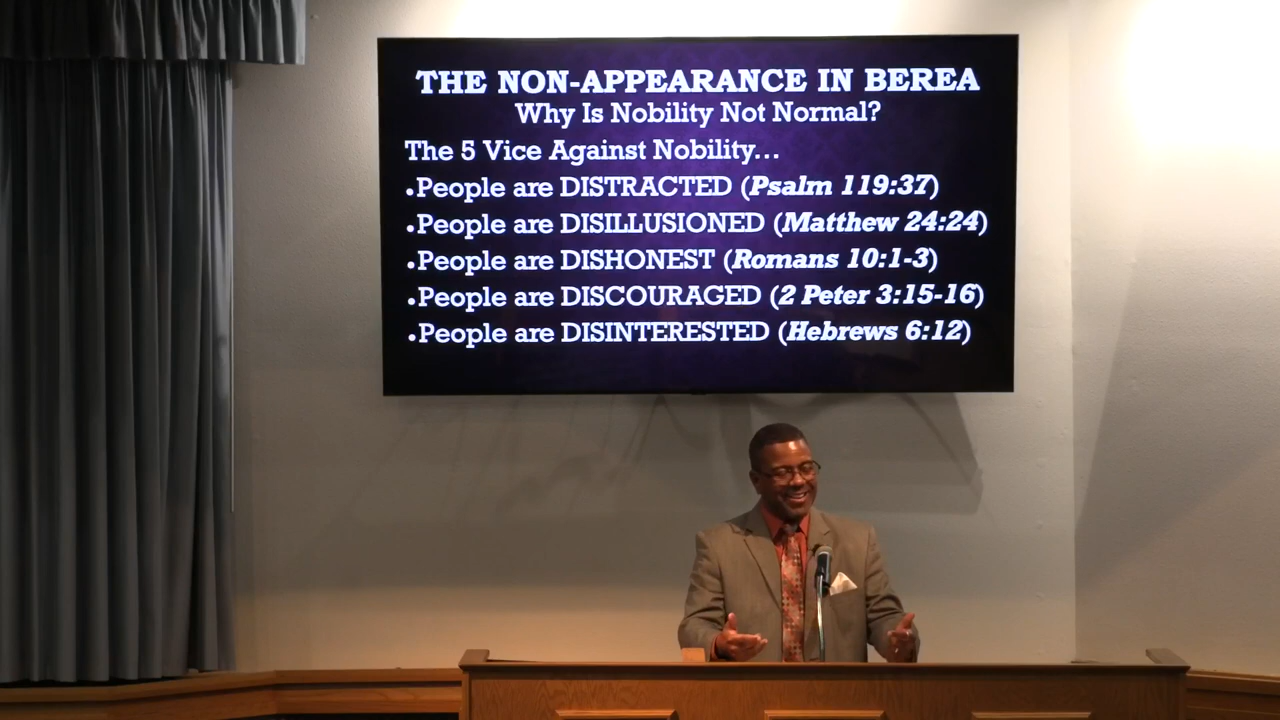 THE NON-APPEARANCE IN BEREA
Why Is Nobility Not Normal?
The 5 Vice Against Nobility...
•People are DISTRACTED (Psalm 119:37)
•People are DISILLUSIONED (Matthew 24:24)
•People are DISHONEST (Romans 10:1-3)
•People are DISCOURAGED (2 Peter 3:15-16)
•People are DISINTERESTED (Hebrews 6:12)